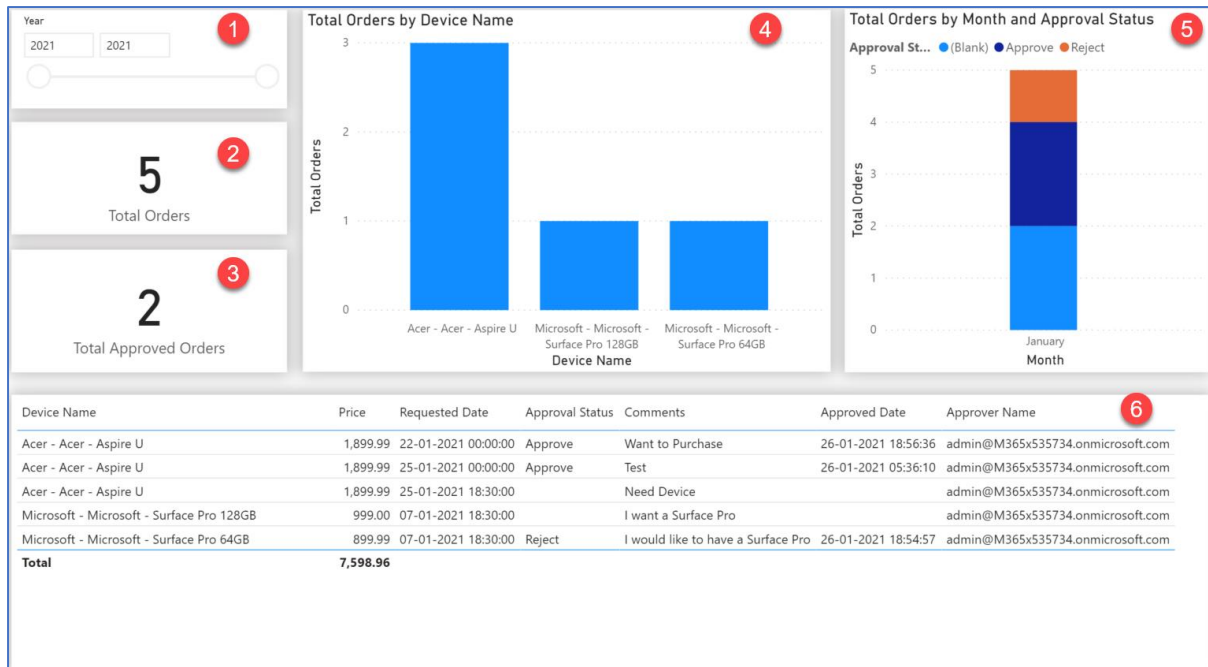 Year
2021 2021
1
5
Total Orders
2
2
Total Approved Orders
3
Total Orders by Device Name
4
Total Orders
3
2
1
0
Acer - Acer - Aspire U
Microsoft - Microsoft -
Surface Pro 128GB
Microsoft - Microsoft -
Surface Pro 64GB
Device Name
Total Orders by Month and Approval Status
5
Approval St... (Blank) Approve Reject
Total Orders
5
4
3
2
1
0
January
Month
6
Device Name Price Requested Date Approval Status Comments Approved Date Approver Name
Acer - Acer - Aspire U 1,899.99 22-01-2021 00:00:00 Approve Want to Purchase 26-01-2021 18:56:36 admin@M365x535734.onmicrosoft.com
Acer - Acer - Aspire U 1,899.99 25-01-2021 00:00:00 Approve Test 26-01-2021 05:36:10 admin@M365x535734.onmicrosoft.com
Acer - Acer - Aspire U 1,899.99 25-01-2021 18:30:00 Need Device admin@M365x535734.onmicrosoft.com
Microsoft - Microsoft - Surface Pro 128GB 999.00 07-01-2021 18:30:00 I want a Surface Pro admin@M365x535734.onmicrosoft.com
Microsoft - Microsoft - Surface Pro 64GB 899.99 07-01-2021 18:30:00 Reject I would like to have a Surface Pro 26-01-2021 18:54:57 admin@M365x535734.onmicrosoft.com
Total 7,598.96